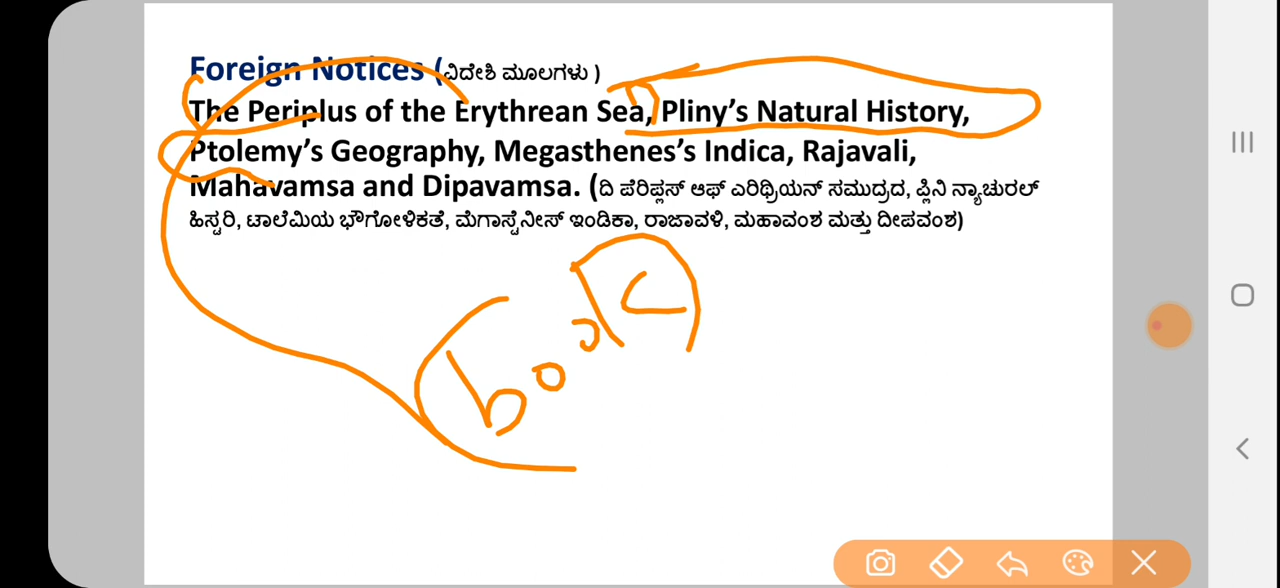 Foreign Notices (ವಿದೇಶಿ ಮೂಲಗಳು )
The Periplus of the Erythrean Sea, Pliny's Natural History,
Ptolemy's Geography, Megasthenes's Indica, Rajavali,
Mahavamsa and Dipavamsa. (ದಿ ಪೆರಿಪ್ಲಸ್ ಆಫ್ ಎರಿಥ್ರಿಯನ್ ಸಮುದ್ರದ, ಪ್ಲಿನಿ ನ್ಯಾಚುರಲ್
ಹಿಸ್ಟರಿ, ಟಾಲೆಮಿಯ ಭೌಗೋಳಿಕತೆ, ಮೆಗಾಸ್ಟೆನೀಸ್ ಇಂಡಿಕಾ, ರಾಜಾವಳಿ, ಮಹಾವಂಶ ಮತ್ತು ದೀಪವಂಶ)
book